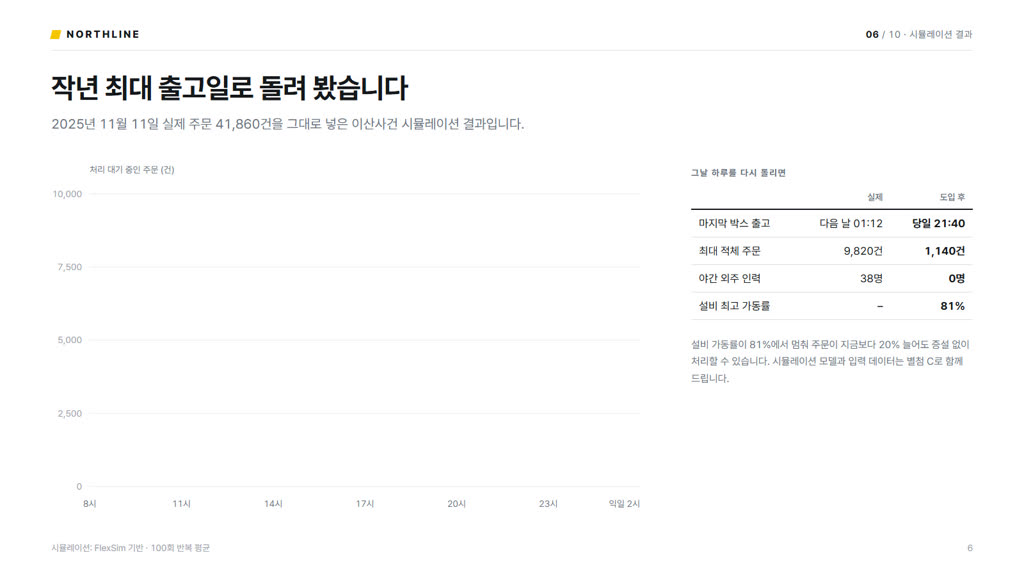 NORTHLINE
06 / 10 · 시뮬레이션 결과
작년 최대 출고일로 돌려 봤습니다
2025년 11월 11일 실제 주문 41,860건을 그대로 넣은 이산사건 시뮬레이션 결과입니다.
처리 대기 중인 주문 (건)
10,000
7,500
5,000
2,500
0
8시 11시 14시 17시 20시 23시 익일 2시
그날 하루를 다시 돌리면
실제 도입 후
마지막 박스 출고 다음 날 01:12 당일 21:40
최대 적체 주문 9,820건 1,140건
야간 외주 인력 38명 0명
설비 최고 가동률 – 81%
설비 가동률이 81%에서 멈춰 주문이 지금보다 20% 늘어도 증설 없이
처리할 수 있습니다. 시뮬레이션 모델과 입력 데이터는 별첨 C로 함께
드립니다.
시뮬레이션: FlexSim 기반 · 100회 반복 평균
6